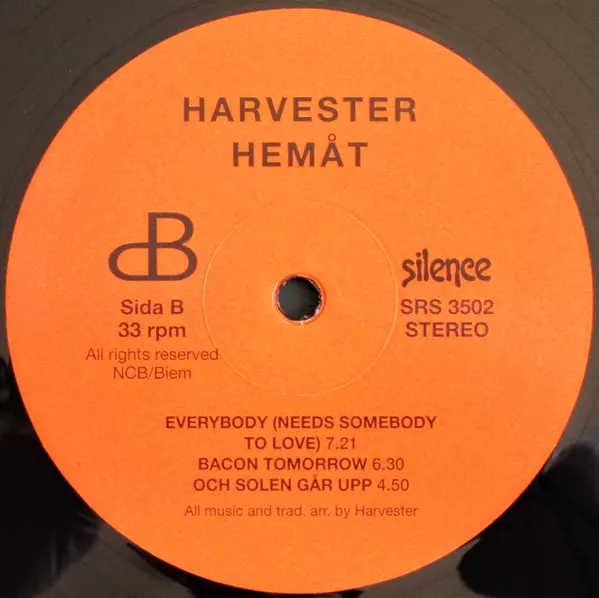 HARVESTER
HEMÅT
dB
Sida B
33 rpm
All rights reserved
NCB/Biem
silence
SRS 3502
STEREO
EVERYBODY (NEEDS SOMEBODY
TO LOVE) 7.21
BACON TOMORROW 6.30
OCH SOLEN GÅR UPP 4.50
All music and trad. arr. by Harvester